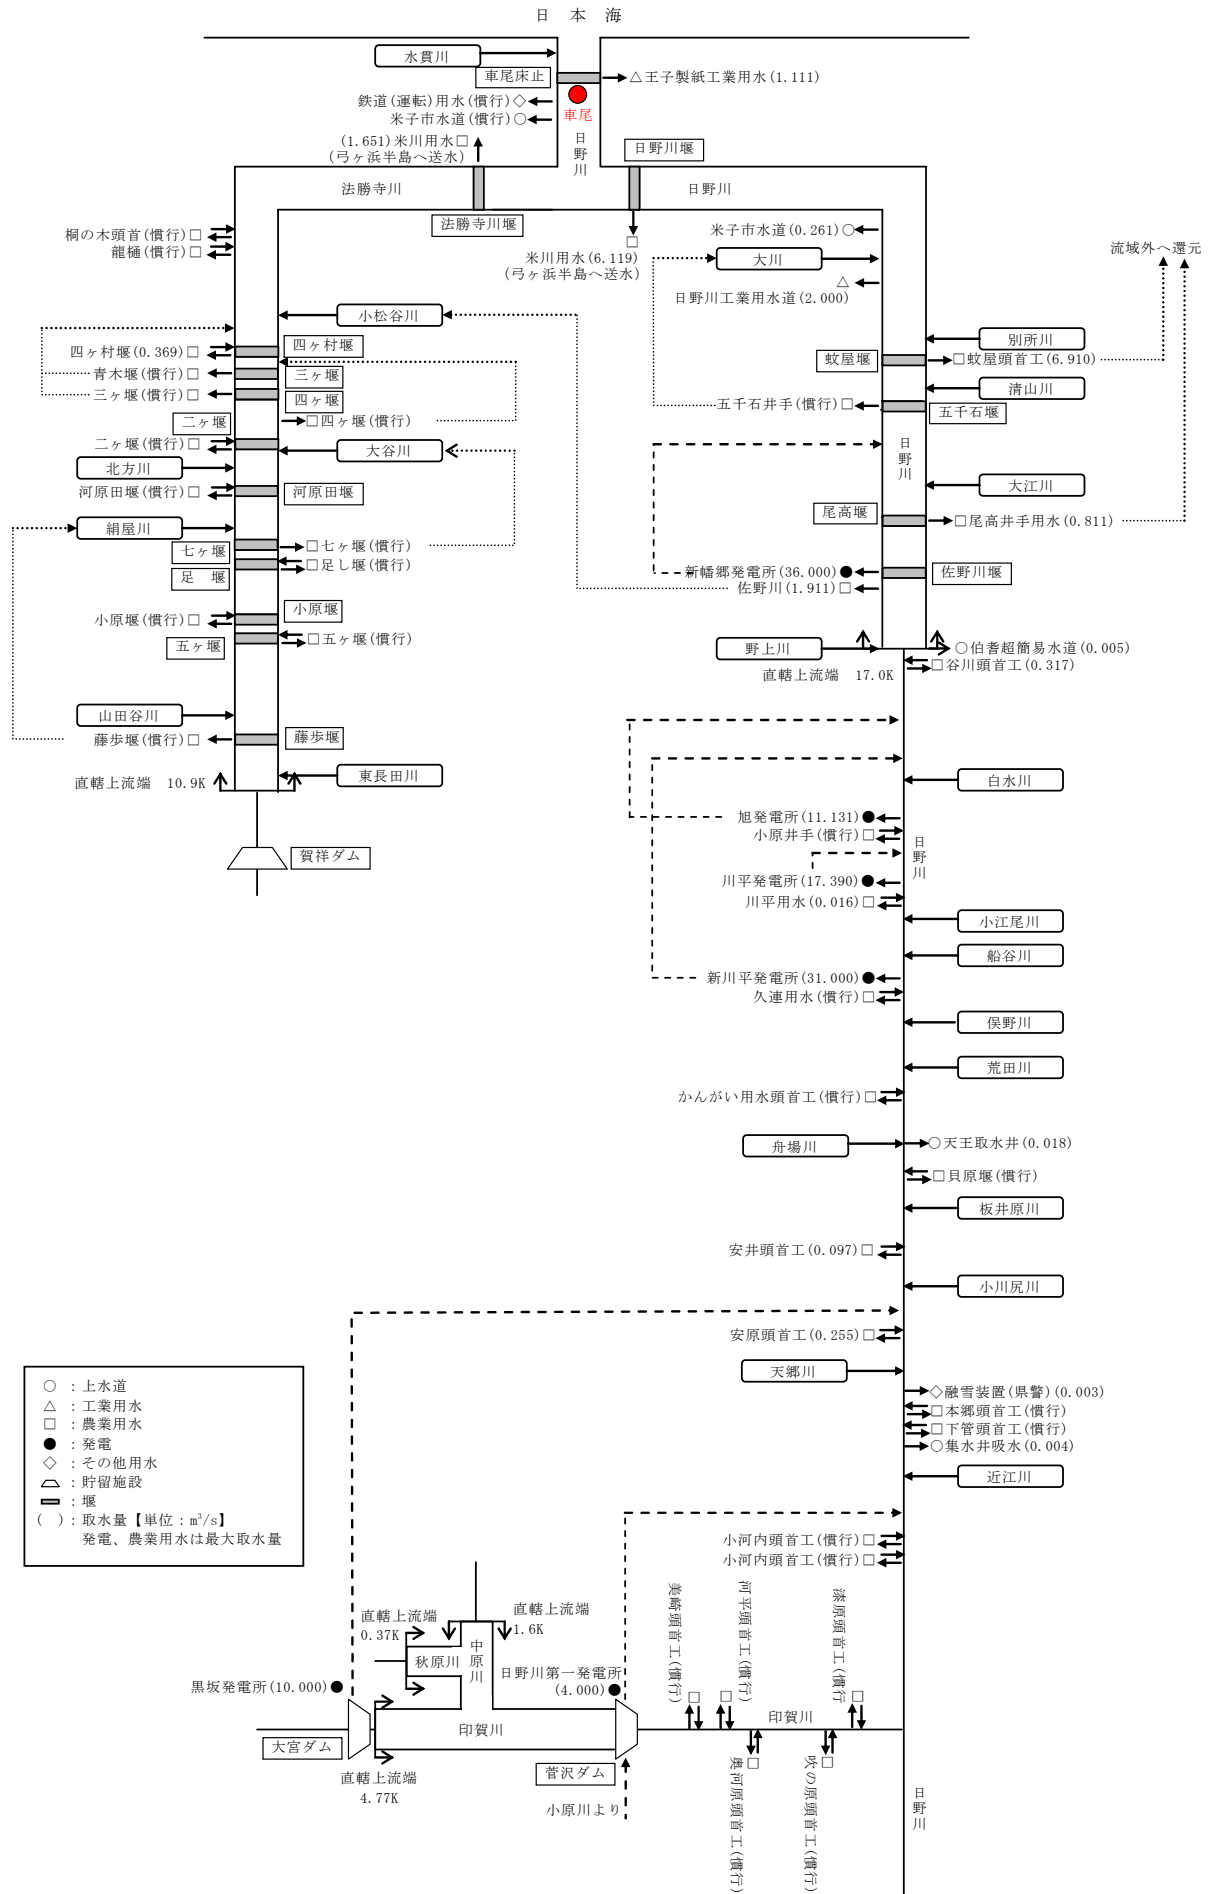 日 本 海
水貫川
車尾床止
△王子製紙工業用水(1.111)
鉄道(運転)用水(慣行)◇
米子市水道(慣行)○
車尾
日野川
(1.651)米川用水□
(弓ヶ浜半島へ送水)
日野川堰
法勝寺川
日野川
法勝寺川堰
桐の木頭首(慣行)□
龍樋(慣行)□
米子市水道(0.261)○
□
米川用水(6.119)
(弓ヶ浜半島へ送水)
大川
△
日野川工業用水道(2.000)
流域外へ還元
小松谷川
別所川
四ヶ村堰
四ヶ村堰(0.369)□
蚊屋堰
□蚊屋頭首工(6.910)
青木堰(慣行)□
三ヶ堰
三ヶ堰(慣行)□
四ヶ堰
清山川
五千石井手(慣行)□
五千石堰
二ヶ堰
□四ヶ堰(慣行)
二ヶ堰(慣行)□
大谷川
日野川
北方川
河原田堰(慣行)□
河原田堰
大江川
絹屋川
尾高堰
□尾高井手用水(0.811)
七ヶ堰
□七ヶ堰(慣行)
□足し堰(慣行)
足 堰
新幡郷発電所(36.000)●
佐野川堰
佐野川(1.911)□
小原堰
小原堰(慣行)□
五ヶ堰
□五ヶ堰(慣行)
野上川
○伯耆超簡易水道(0.005)
□谷川頭首工(0.317)
直轄上流端 17.0K
山田谷川
藤歩堰(慣行)□
藤歩堰
直轄上流端 10.9K
東長田川
白水川
旭発電所(11.131)●
小原井手(慣行)□
日野川
賀祥ダム
川平発電所(17.390)●
川平用水(0.016)□
小江尾川
船谷川
新川平発電所(31.000)●
久連用水(慣行)□
俣野川
荒田川
かんがい用水頭首工(慣行)□
舟場川
○天王取水井(0.018)
□貝原堰(慣行)
板井原川
安井頭首工(0.097)□
小川尻川
安原頭首工(0.255)□
天郷川
◇融雪装置(県警)(0.003)
□本郷頭首工(慣行)
□下管頭首工(慣行)
○集水井吸水(0.004)
近江川
○ :上水道
△ :工業用水
□ :農業用水
● :発電
◇ :その他用水
:貯留施設
:堰
( ):取水量【単位:m³/s】
発電、農業用水は最大取水量
小河内頭首工(慣行)□
小河内頭首工(慣行)□
美崎頭首工(慣行)□
河平頭首工(慣行)□
漆原頭首工(慣行)□
直轄上流端
0.37K
直轄上流端
1.6K
中原川
秋原川
黒坂発電所(10.000)●
日野川第一発電所
(4.000)●
印賀川
印賀川
大宮ダム
直轄上流端
4.77K
菅沢ダム
小原川より
□奥河原頭首工(慣行)
□吹の原頭首工(慣行)
日野川